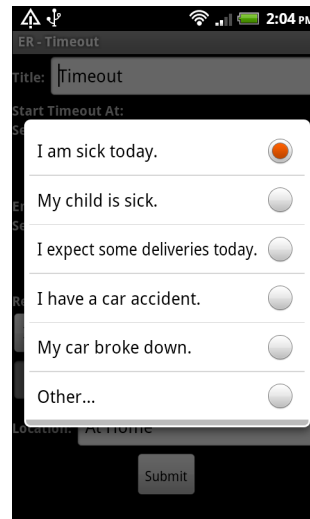 2:04 PM
ER - Timeout
Title: Timeout
Start Timeout At:
I am sick today.
My child is sick.
I expect some deliveries today.
I have a car accident.
My car broke down.
Other...
Location: At Home
Submit